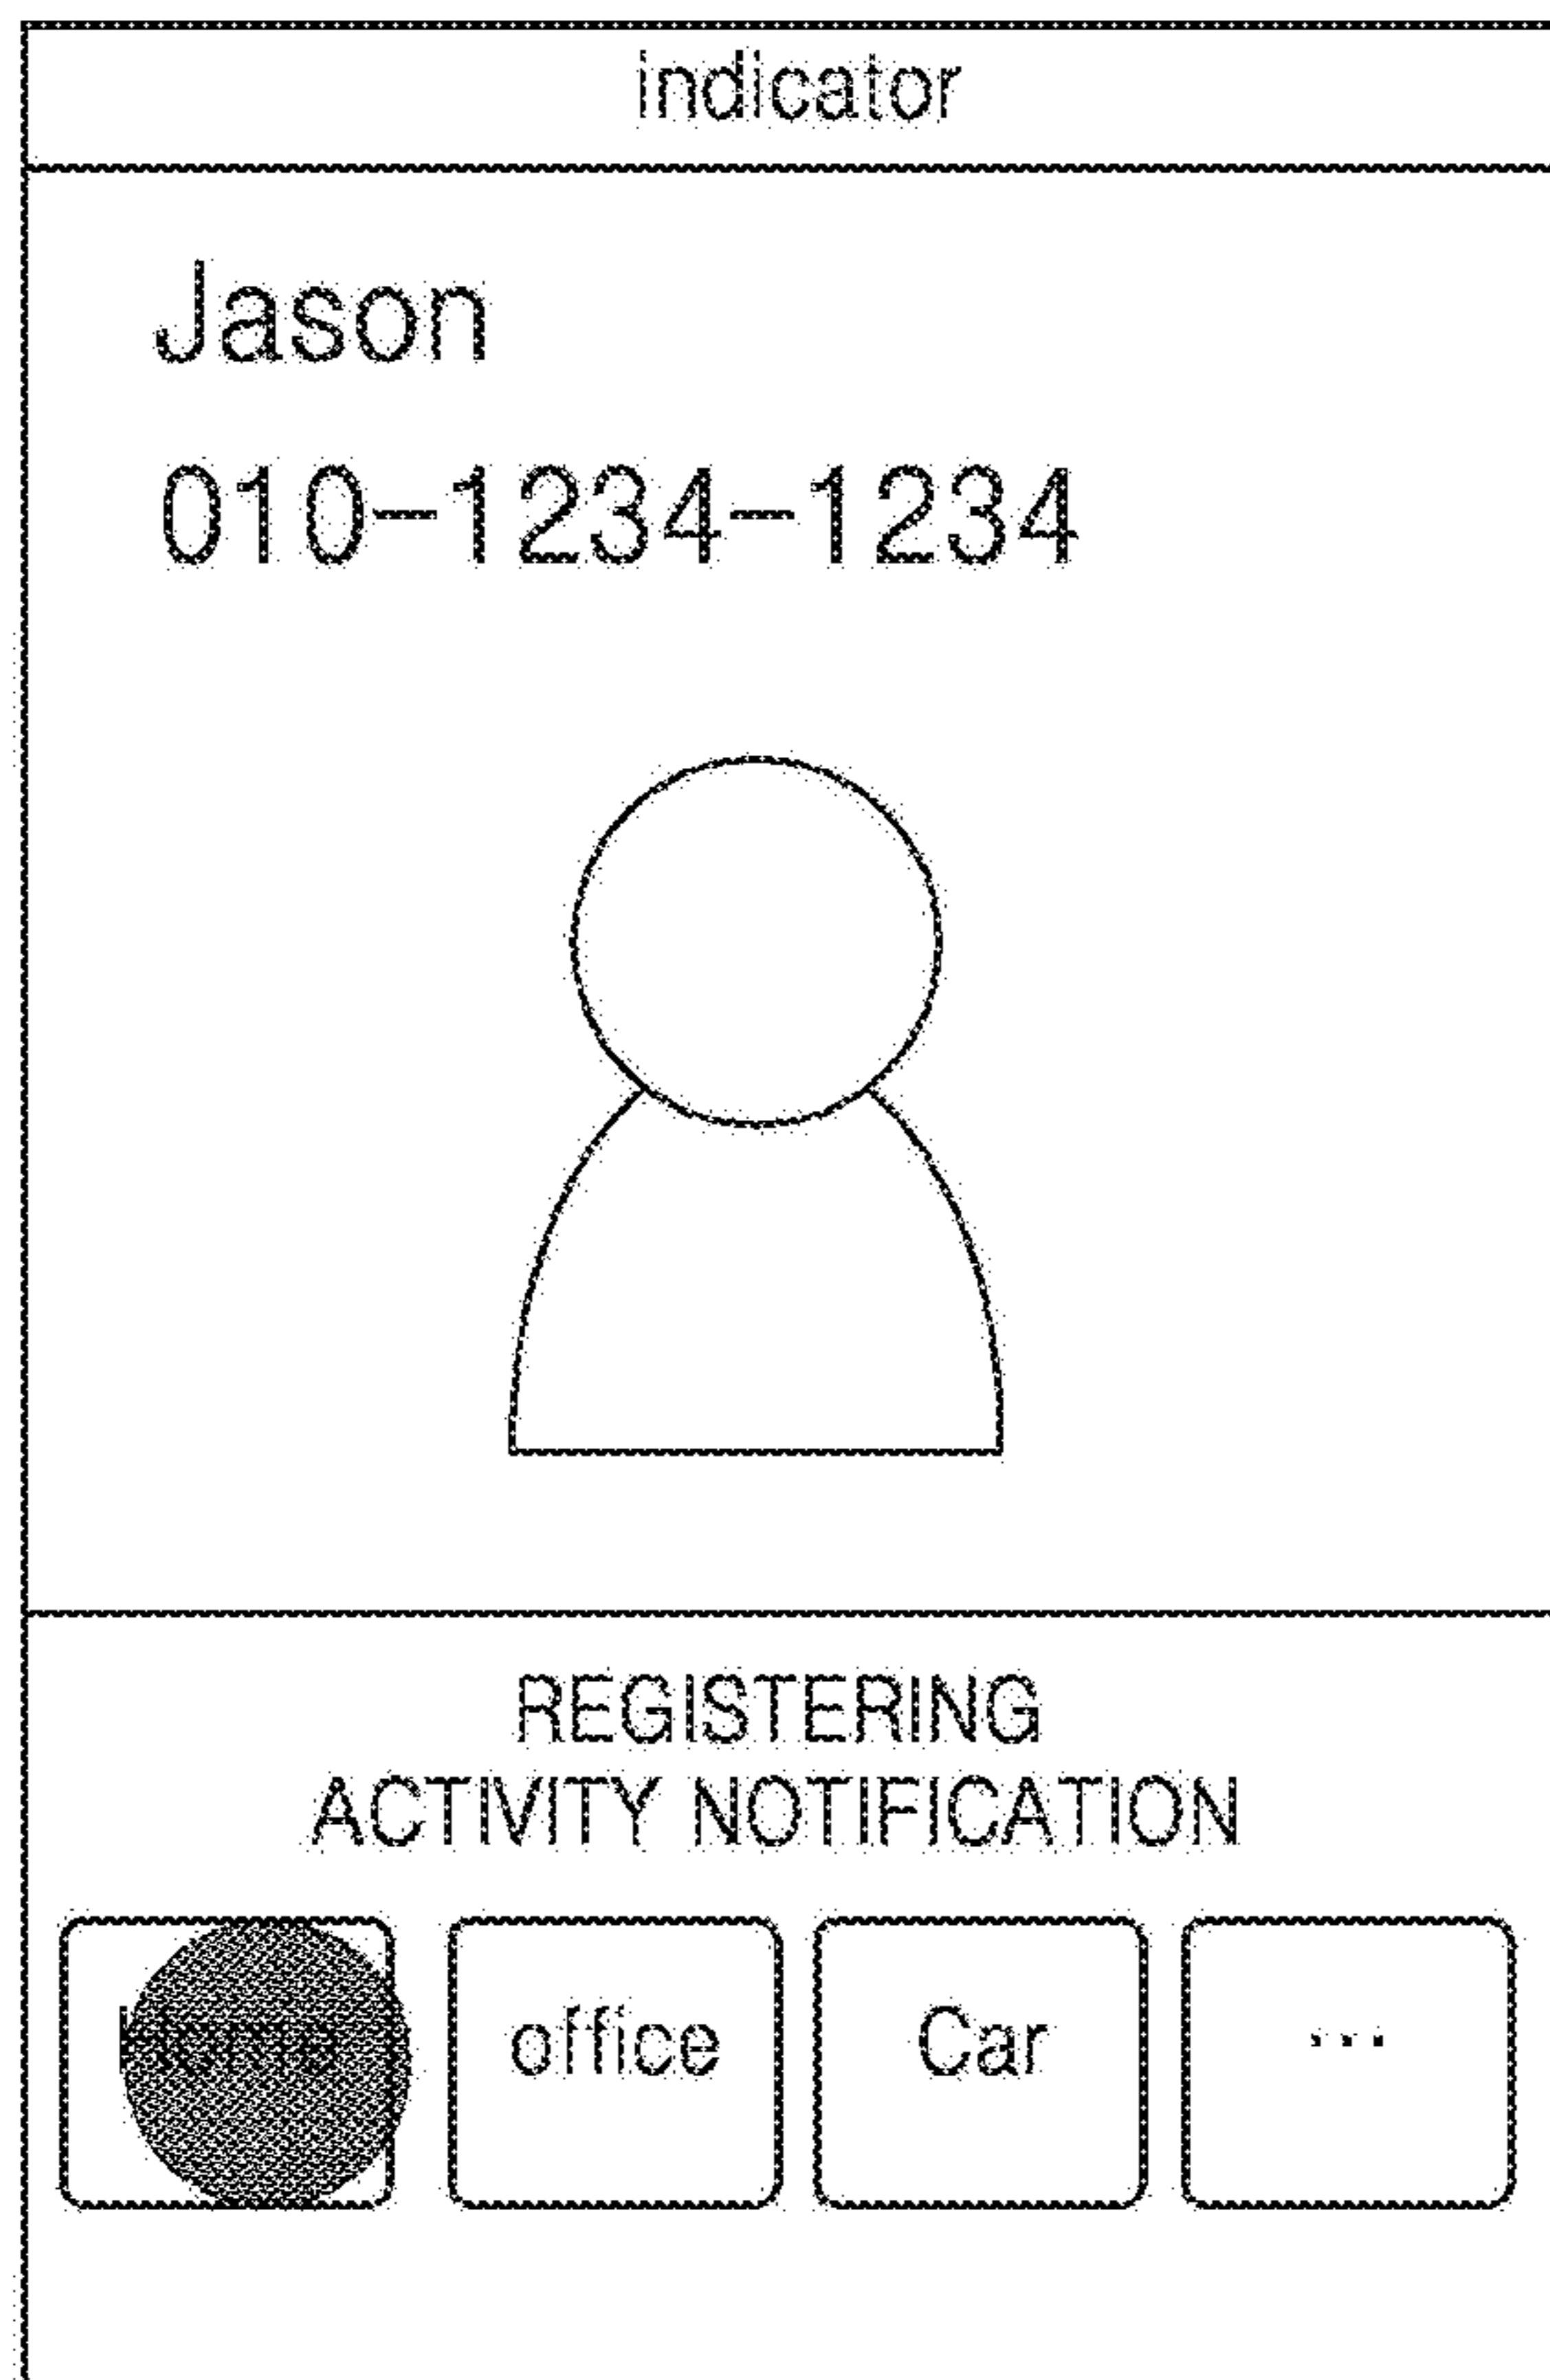 indicator
Jason
010-1234-1234
REGISTERING
ACTIVITY NOTIFICATION
office Car ...